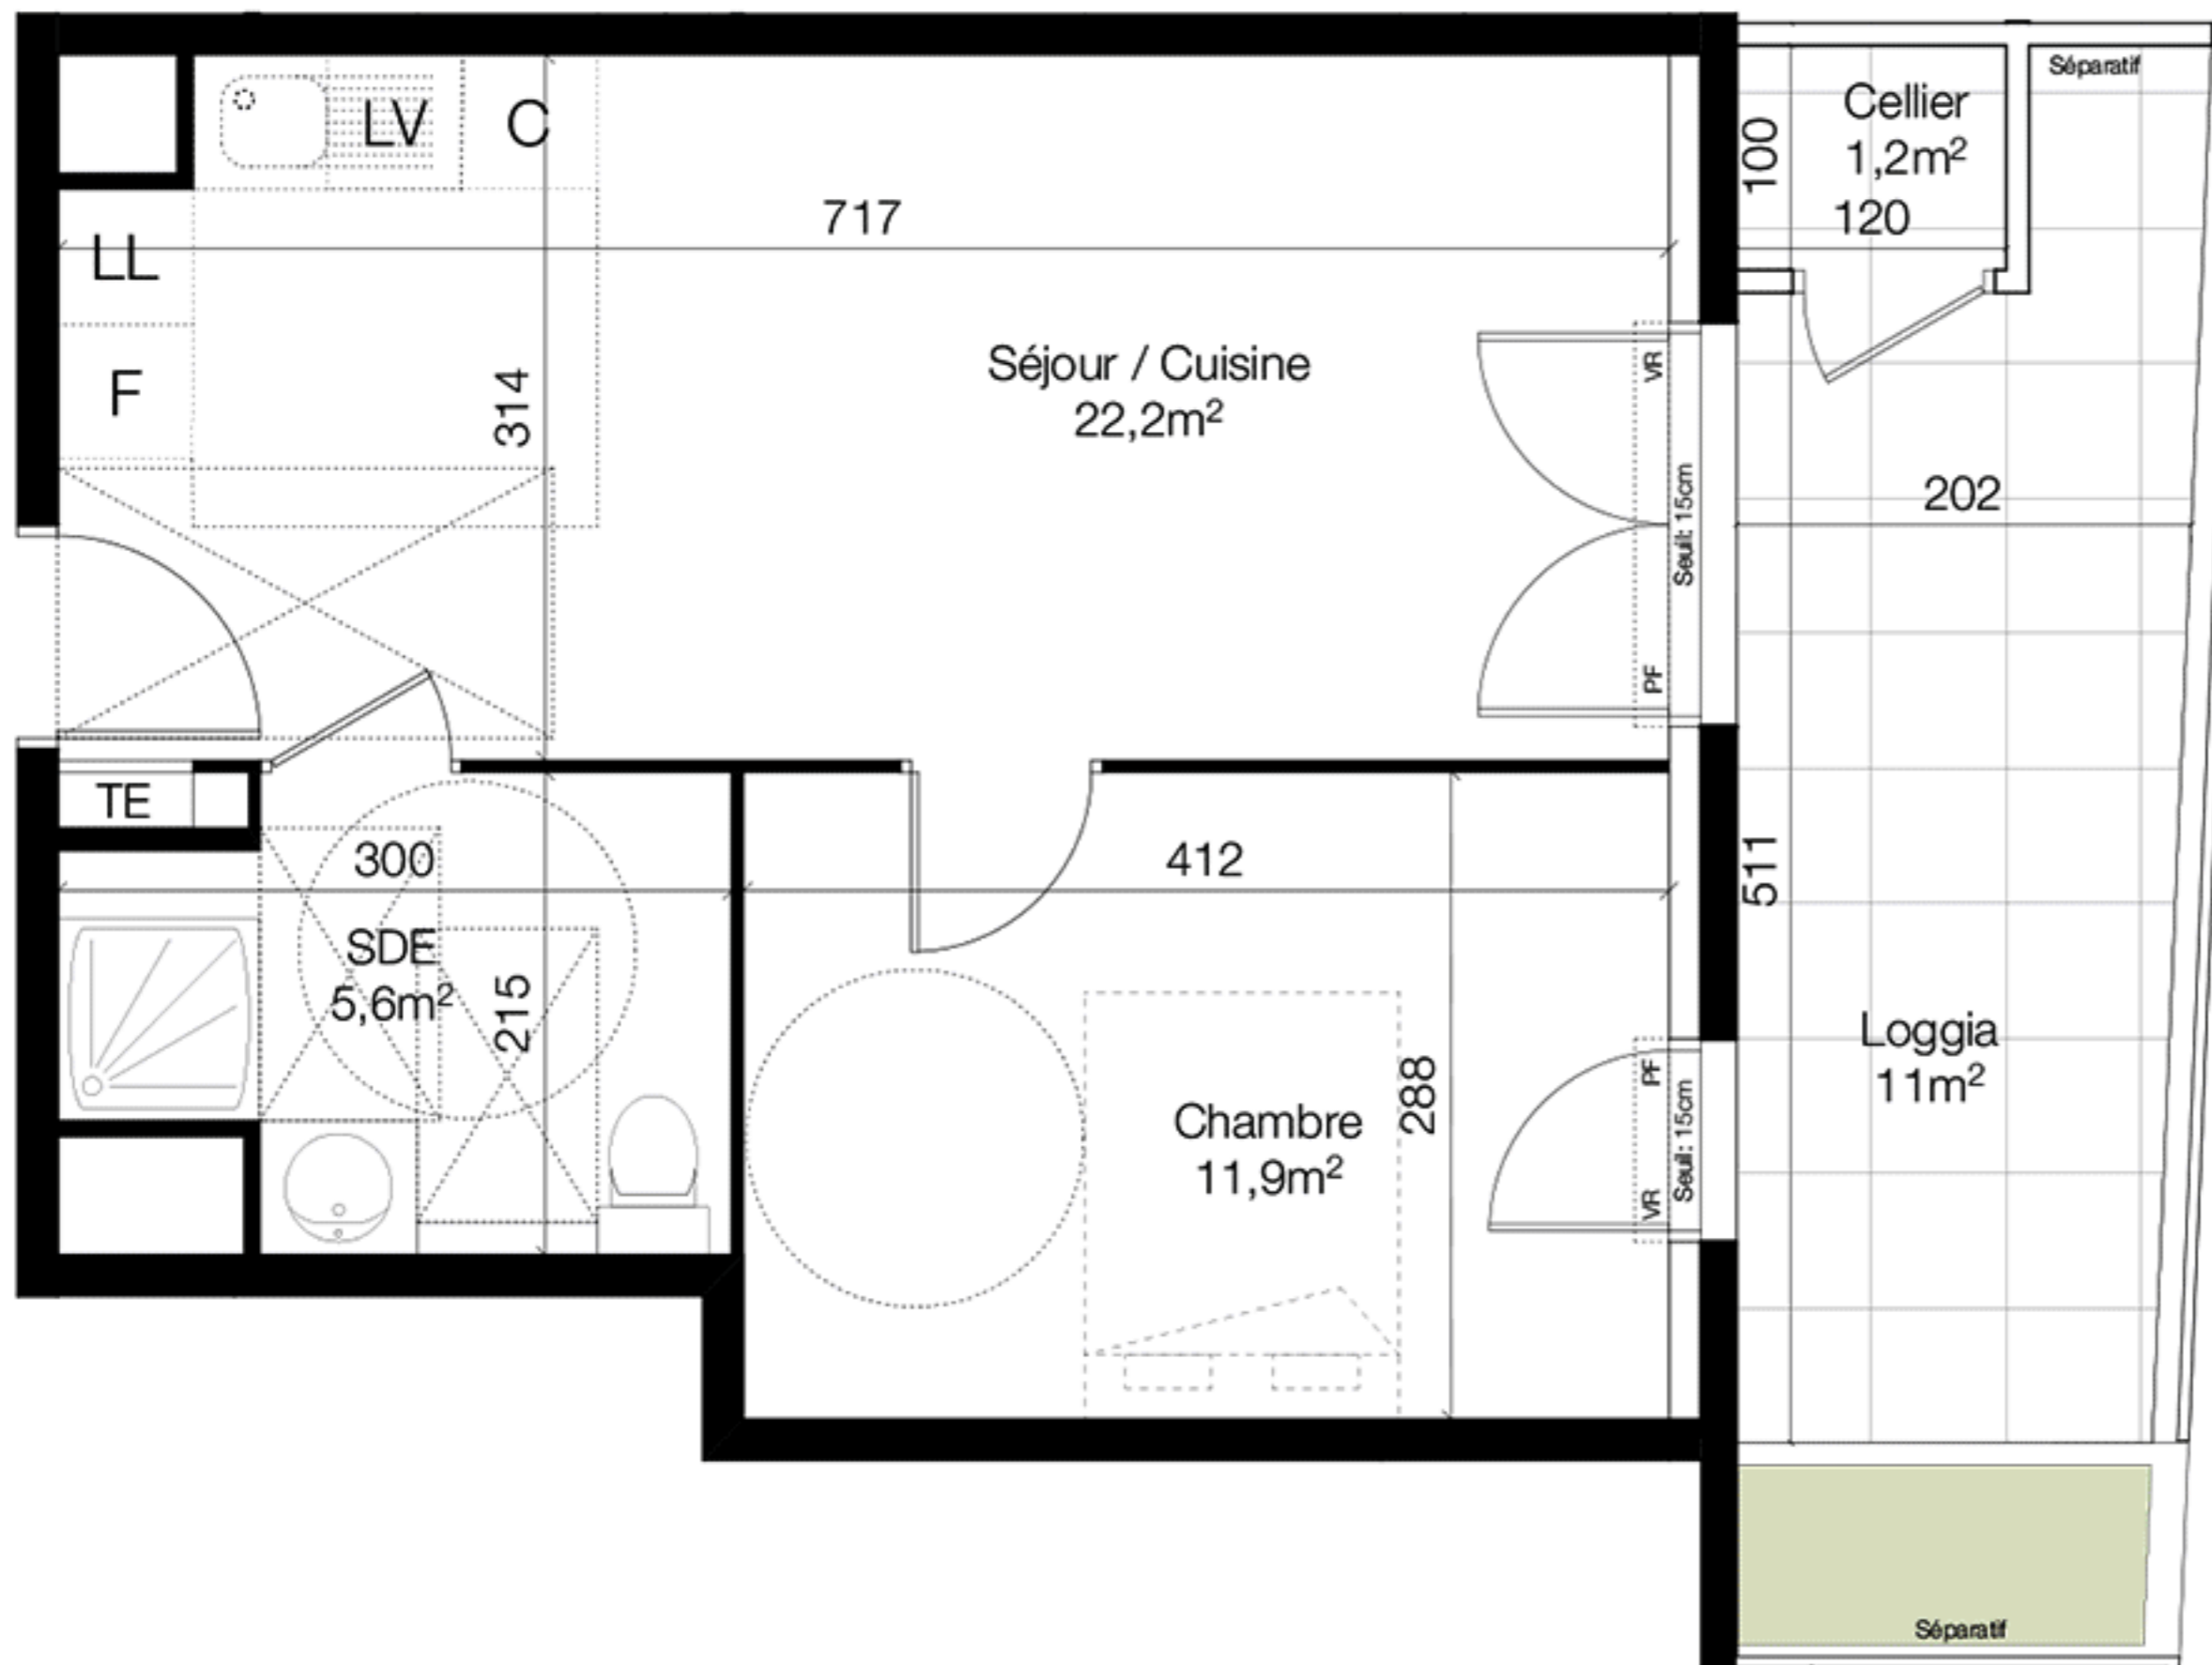 LV
C
Cellier
1,2m²
120
100
Séparatif
717
LL
F
314
Séjour / Cuisine
22,2m²
VR
Seuil: 15cm
PF
202
TE
300
SDE
5,6m²
215
412
288
Chambre
11,9m²
PF
Seuil: 15cm
VR
511
Loggia
11m²
Séparatif